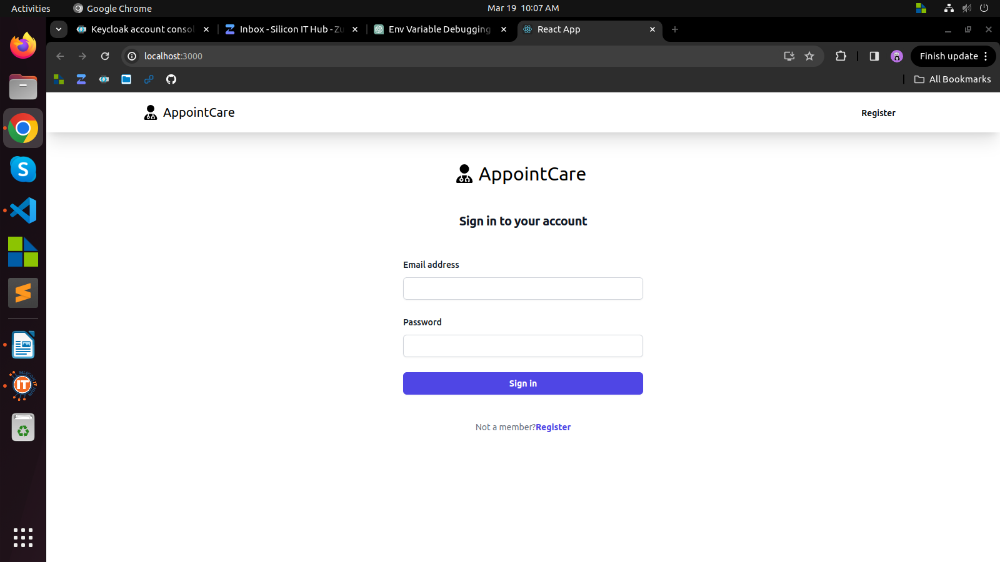 Activities
Google Chrome
Mar 19 10:07 AM
Keycloak account consol
Inbox - Silicon IT Hub - Zu
Env Variable Debugging
React App
localhost:3000
Finish update
All Bookmarks
AppointCare
Register
AppointCare
Sign in to your account
Email address
Password
Sign in
Not a member?Register
S
IT